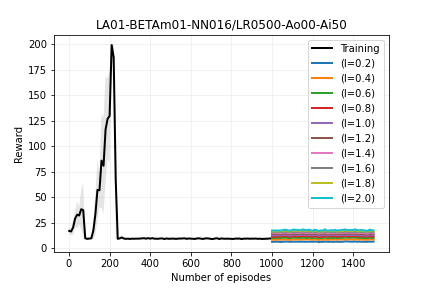 LA01-BETAm01-NN016/LR0500-Ao00-Ai50
200
175
150
125
100
75
50
25
0
Reward
0 200 400 600 800 1000 1200 1400
Number of episodes
Training
(l=0.2)
(l=0.4)
(l=0.6)
(l=0.8)
(l=1.0)
(l=1.2)
(l=1.4)
(l=1.6)
(l=1.8)
(l=2.0)